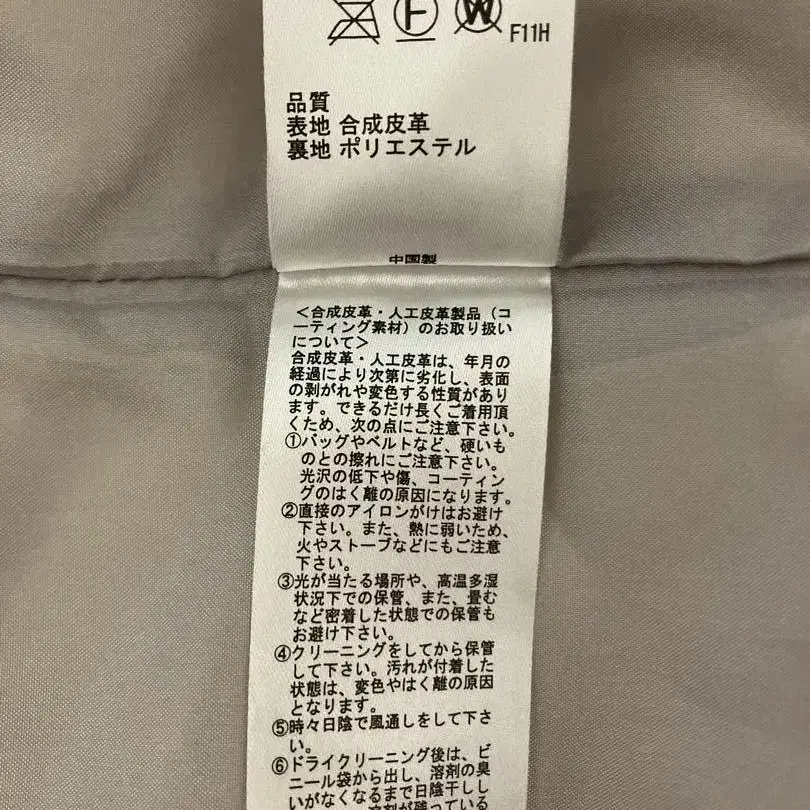 F
W
F11H
品質
表地 合成皮革
裏地 ポリエステル
中国製
＜合成皮革・人工皮革製品（コ
ーティング素材）のお取り扱い
について＞
合成皮革・人工皮革は、年月の
経過により次第に劣化し、表面
の剥がれや変色する性質があり
ます。できるだけ長くご着用頂
くため、次の点にご注意下さい。
①バッグやベルトなど、硬いも
のとの擦れにご注意下さい。
光沢の低下や傷、コーティン
グのはく離の原因になります。
②直接のアイロンがけはお避け
下さい。また、熱に弱いため、
火やストーブなどにもご注意
下さい。
③光が当たる場所や、高温多湿
状況下での保管、また、畳む
など密着した状態での保管も
お避け下さい。
④クリーニングをしてから保管
して下さい。汚れが付着した
状態は、変色やはく離の原因
となります。
⑤時々日陰で風通しをして下さ
い。
⑥ドライクリーニング後は、ビ
ニール袋から出し、溶剤の臭
いがなくなるまで日陰干しし
溶剤が残っている